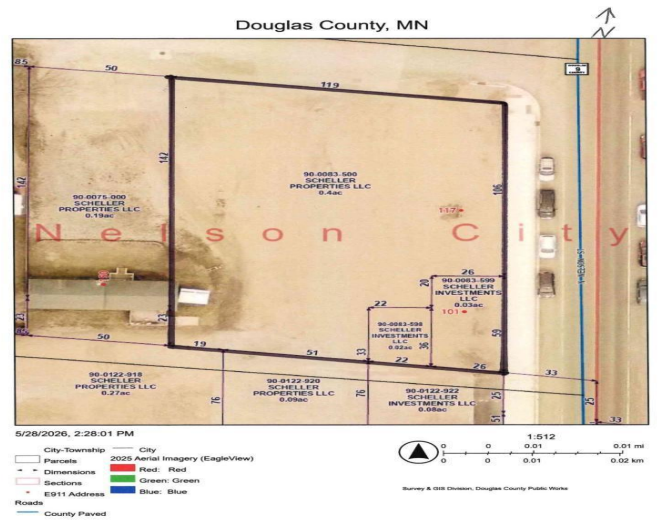 Douglas County, MN
N
85
50
119
9
142
142
90-0083-500
SCHELLER
PROPERTIES LLC
0.4ac
106
90-0075-000
SCHELLER
PROPERTIES LLC
0.19ac
117
Nelson City
26
20
90-0083-599
SCHELLER
INVESTMENTS
LLC
0.03ac
22
101
90-0083-598
SCHELLER
INVESTMENTS
LLC
0.02ac
23
23
33
36
59
50
19
51
22
26
33
90-0122-918
SCHELLER
PROPERTIES LLC
0.27ac
76
90-0122-920
SCHELLER
PROPERTIES LLC
0.09ac
76
90-0122-922
SCHELLER
INVESTMENTS LLC
0.08ac
25
51
25
33
5/28/2026, 2:28:01 PM
City-Township
Parcels
Dimensions
Sections
E911 Address
Roads
County Paved
City
2025 Aerial Imagery (EagleView)
Red: Red
Green: Green
Blue: Blue
1:512
0 0 0.01 0.01 mi
0 0 0.01 0.02 km
Survey & GIS Division, Douglas County Public Works